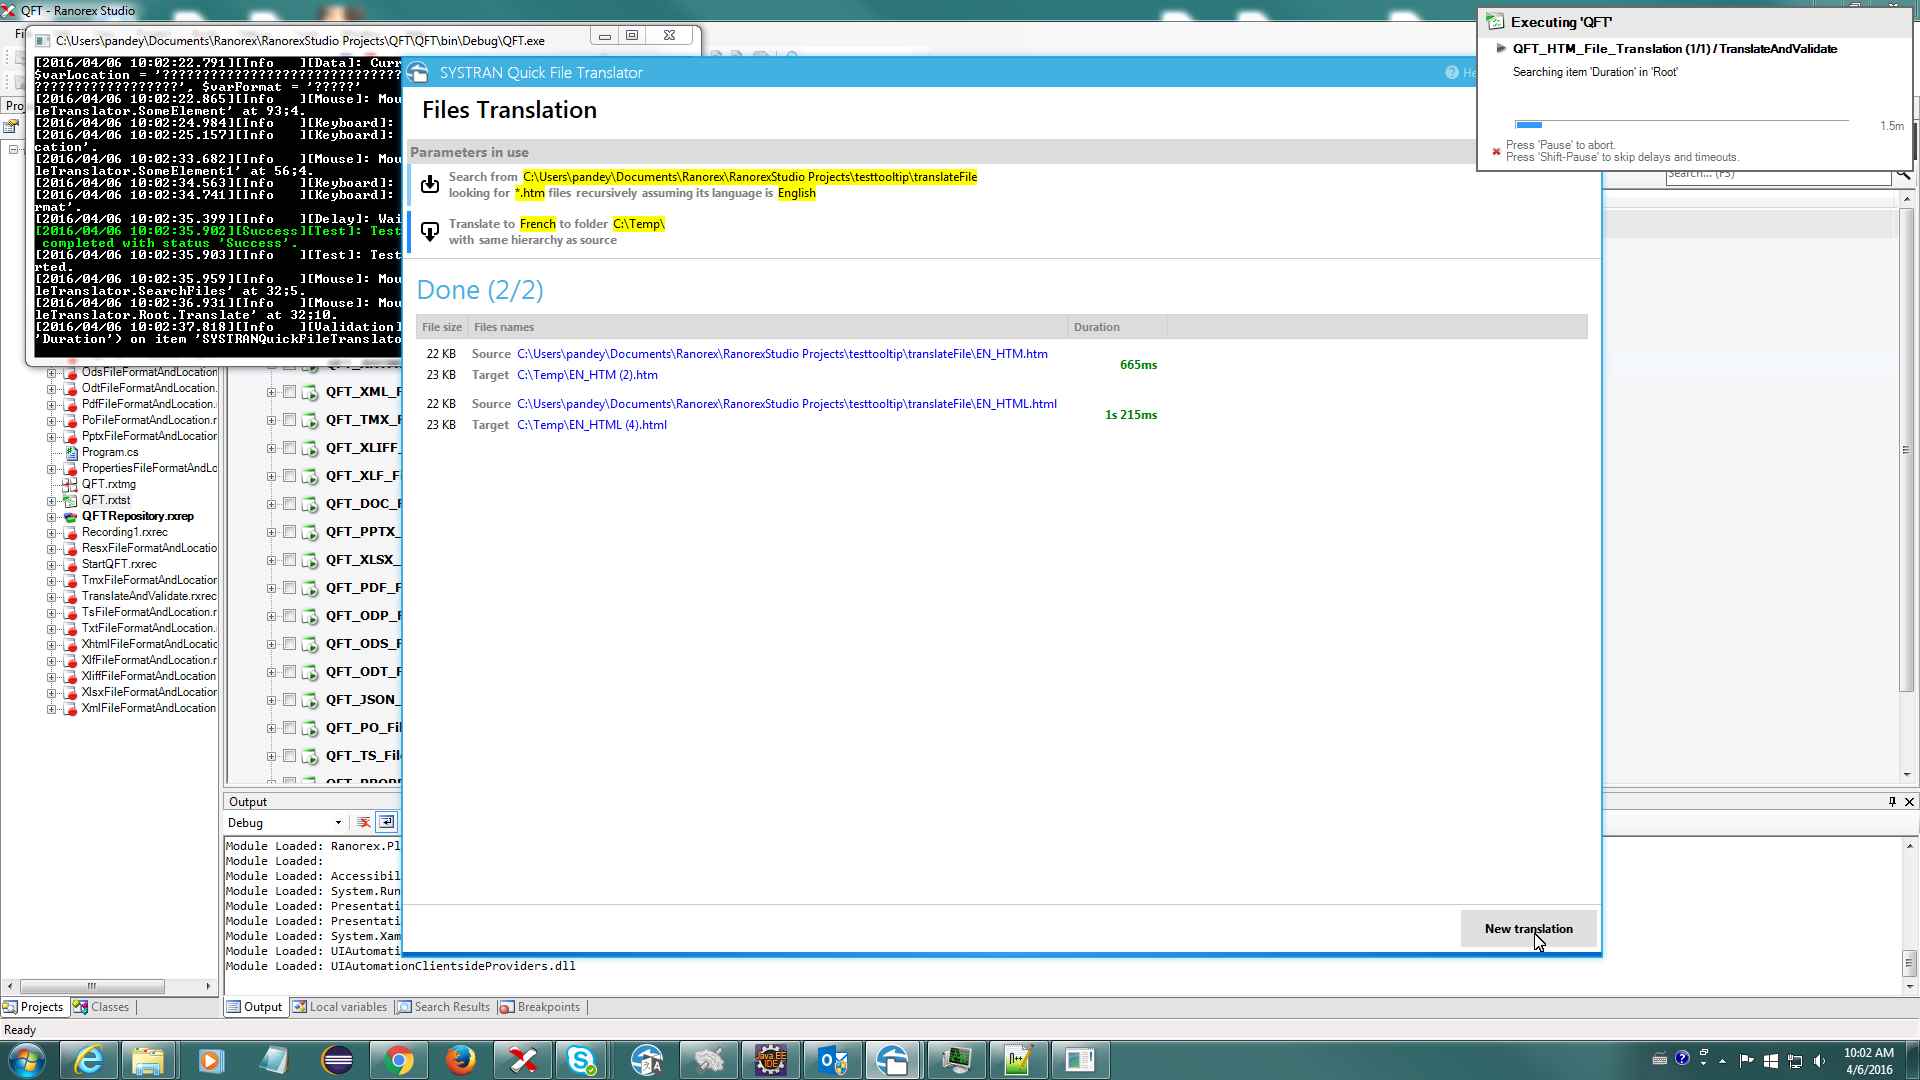 QFT - Ranorex Studio
C:\Users\pandey\Documents\Ranorex\RanorexStudio Projects\QFT\QFT\bin\Debug\QFT.exe
[2016/04/06 10:02:22.791][Info   ][Data]: Curr
$varLocation = '????????????????????????????????
???????????????????', $varFormat = '?????'
[2016/04/06 10:02:22.865][Info   ][Mouse]: Mou
leTranslator.SomeElement' at 93;4.
[2016/04/06 10:02:24.984][Info   ][Keyboard]:
[2016/04/06 10:02:25.157][Info   ][Keyboard]:
cation'.
[2016/04/06 10:02:33.682][Info   ][Mouse]: Mou
leTranslator.SomeElement1' at 56;4.
[2016/04/06 10:02:34.563][Info   ][Keyboard]:
[2016/04/06 10:02:34.741][Info   ][Keyboard]:
rmat'.
[2016/04/06 10:02:35.399][Info   ][Delay]: Wai
[2016/04/06 10:02:35.902][Success][Test]: Test
completed with status 'Success'.
[2016/04/06 10:02:35.903][Info   ][Test]: Test
rted.
[2016/04/06 10:02:35.959][Info   ][Mouse]: Mou
leTranslator.SearchFiles' at 32;5.
[2016/04/06 10:02:36.931][Info   ][Mouse]: Mou
leTranslator.Root.Translate' at 32;10.
[2016/04/06 10:02:37.818][Info   ][Validation]
'Duration') on item 'SYSTRANQuickFileTranslato
SYSTRAN Quick File Translator
He
Files Translation
Parameters in use
Search from C:\Users\pandey\Documents\Ranorex\RanorexStudio Projects\testtooltip\translateFile
looking for *.htm files recursively assuming its language is English
Translate to French to folder C:\Temp\
with same hierarchy as source
Done (2/2)
File size Files names Duration
22 KB Source C:\Users\pandey\Documents\Ranorex\RanorexStudio Projects\testtooltip\translateFile\EN_HTM.htm
665ms
23 KB Target C:\Temp\EN_HTM (2).htm
22 KB Source C:\Users\pandey\Documents\Ranorex\RanorexStudio Projects\testtooltip\translateFile\EN_HTML.html
1s 215ms
23 KB Target C:\Temp\EN_HTML (4).html
New translation
Executing 'QFT'
QFT_HTM_File_Translation (1/1) / TranslateAndValidate
Searching item 'Duration' in 'Root'
1.5m
Press 'Pause' to abort.
Press 'Shift-Pause' to skip delays and timeouts.
Search... (F3)
Proj
OdsFileFormatAndLocation
OdtFileFormatAndLocation.
PdfFileFormatAndLocation.
PoFileFormatAndLocation.r
PptxFileFormatAndLocation
Program.cs
PropertiesFileFormatAndLo
QFT.rxtmg
QFT.rxtst
QFTRepository.rxrep
Recording1.rxrec
ResxFileFormatAndLocatio
StartQFT.rxrec
TmxFileFormatAndLocation
TranslateAndValidate.rxrec
TsFileFormatAndLocation.r
TxtFileFormatAndLocation.
XhtmlFileFormatAndLocatic
XlfFileFormatAndLocation.r
XliffFileFormatAndLocation
XlsxFileFormatAndLocation
XmlFileFormatAndLocation
QFT_XML_F
QFT_TMX_F
QFT_XLIFF_
QFT_XLF_Fi
QFT_DOC_F
QFT_PPTX_
QFT_XLSX_
QFT_PDF_F
QFT_ODP_F
QFT_ODS_F
QFT_ODT_F
QFT_JSON_
QFT_PO_Fil
QFT_TS_File
Output
Debug
Module Loaded: Ranorex.Pl
Module Loaded:
Module Loaded: Accessibil
Module Loaded: System.Run
Module Loaded: Presentati
Module Loaded: Presentati
Module Loaded: System.Xam
Module Loaded: UIAutomati
Module Loaded: UIAutomationClientsideProviders.dll
Projects Classes
Output Local variables Search Results Breakpoints
Ready
10:02 AM
4/6/2016